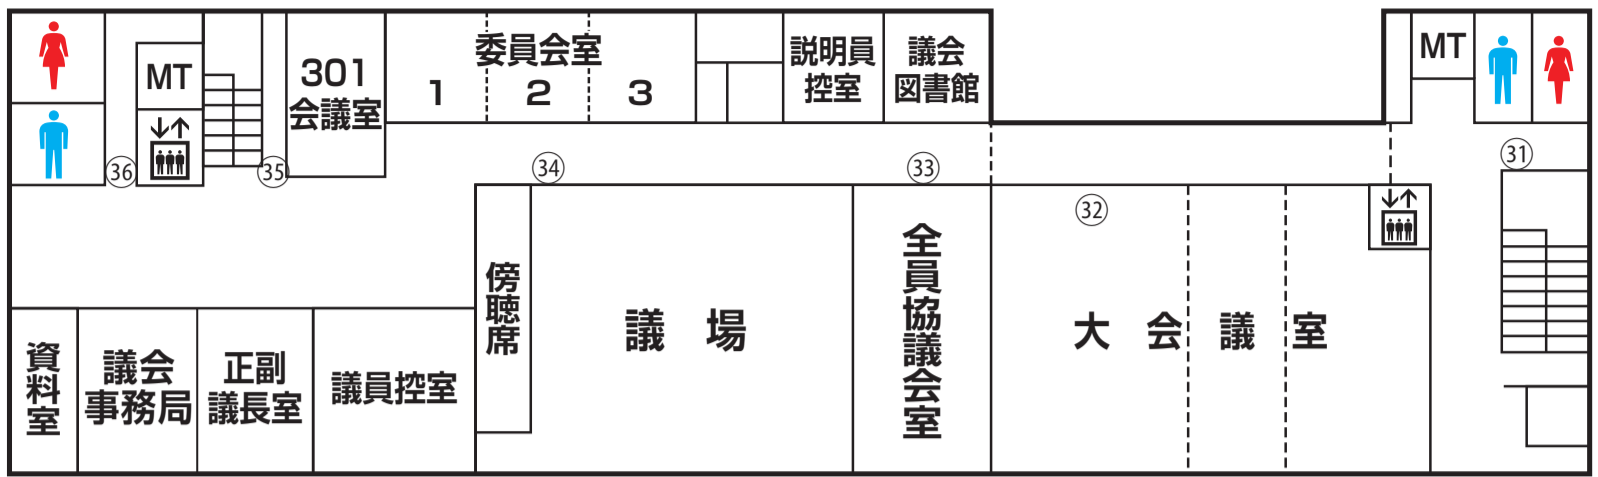 MT
301
会議室
委員会室
1 2 3
説明員
控室
議会
図書館
MT
㊱
㉟
㉞
㉝
㉜
㉛
資料室
議会
事務局
正副
議長室
議員控室
傍聴席
議場
全員協議会室
大会議室